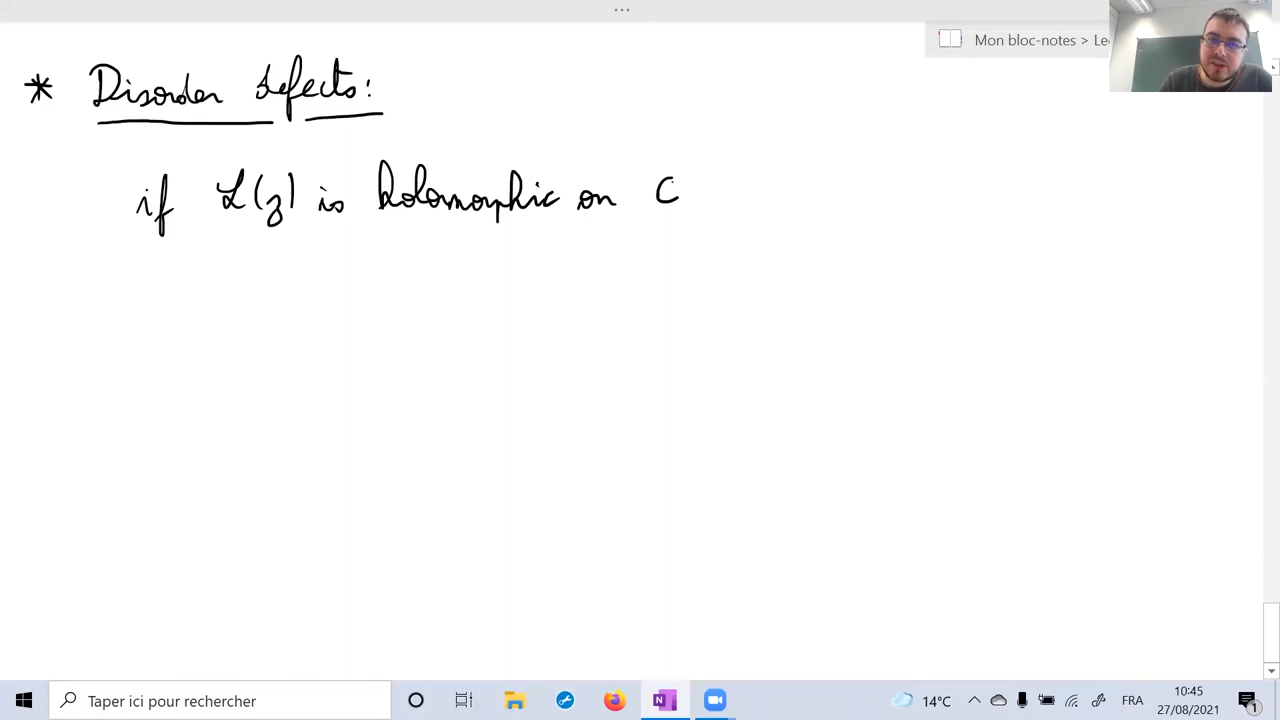 Mon bloc-notes > Le
* Disorder defects:
if L(z) is holomorphic on C
Taper ici pour rechercher
14°C
FRA
10:45
27/08/2021
1